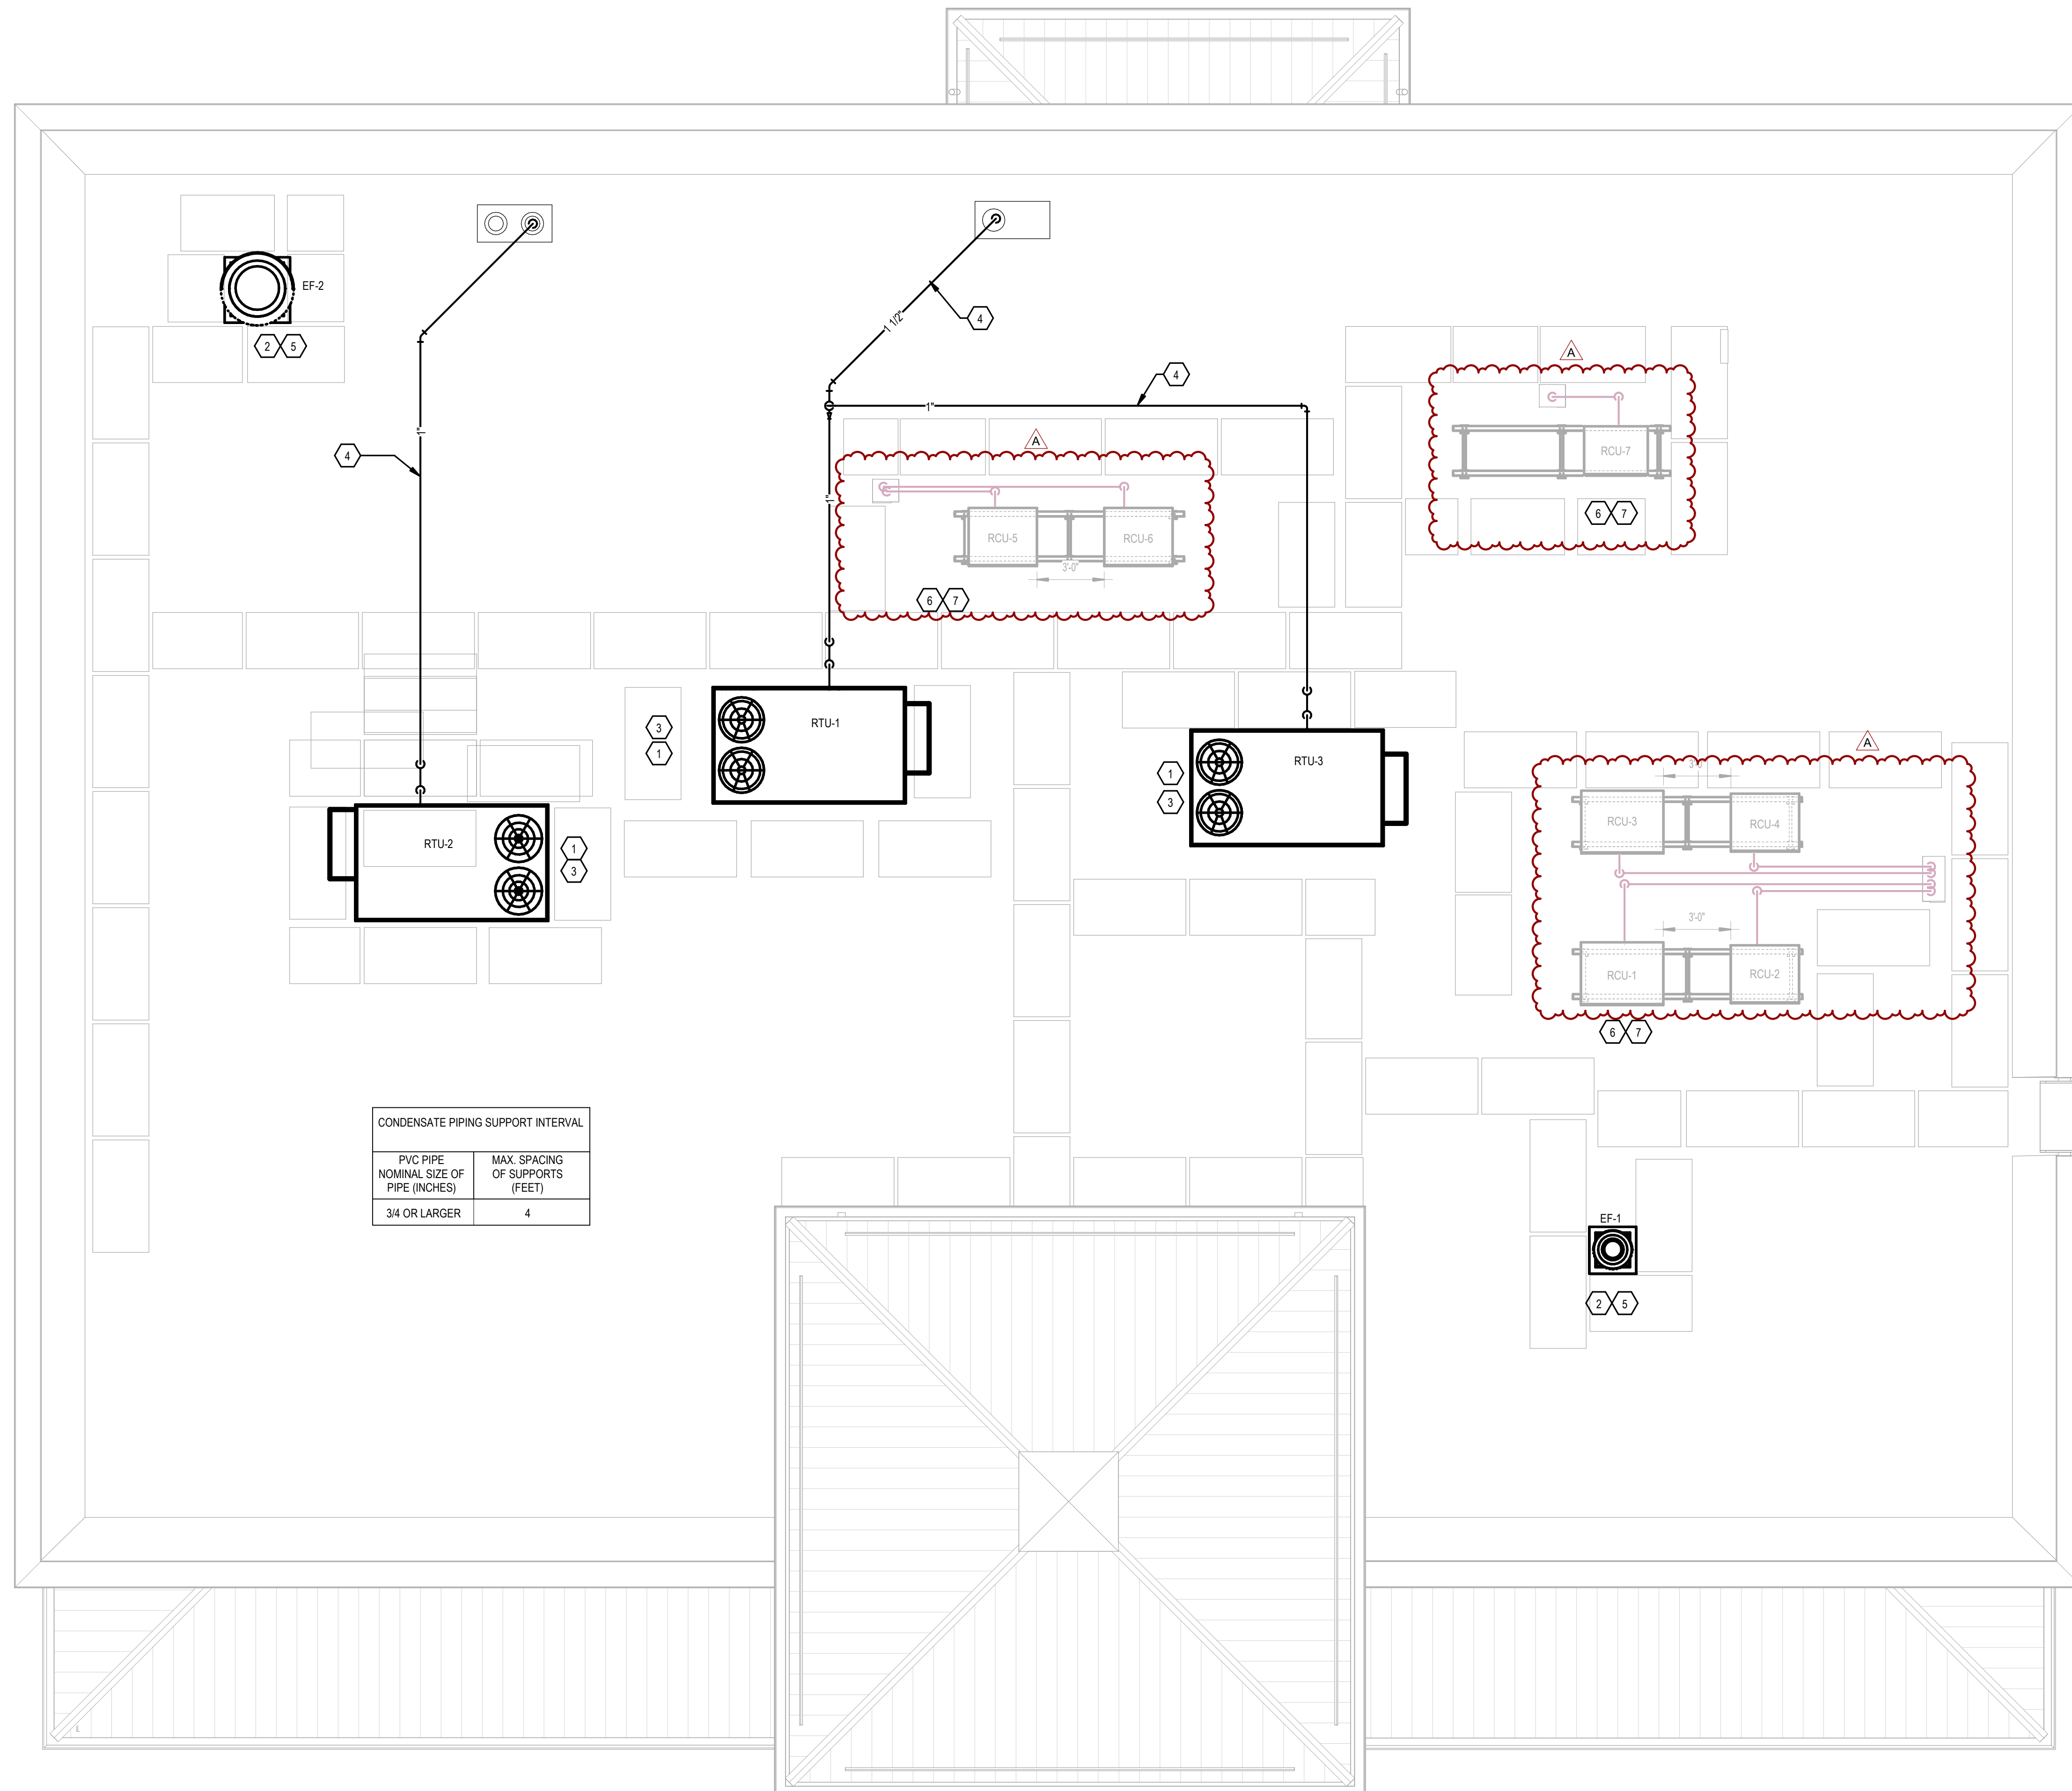 EF-2
2 5
1 1/2"
4
4
A
1"
1"
RCU-7
4
A
6 7
1"
RCU-5
RCU-6
3'-0"
6 7
RTU-1
3
1
RTU-3
1
3
A
3'-0"
RCU-3
RCU-4
RTU-2
1
3
3'-0"
RCU-1
RCU-2
6 7
CONDENSATE PIPING SUPPORT INTERVAL
PVC PIPE
NOMINAL SIZE OF
PIPE (INCHES)
MAX. SPACING
OF SUPPORTS
(FEET)
3/4 OR LARGER
4
EF-1
2 5